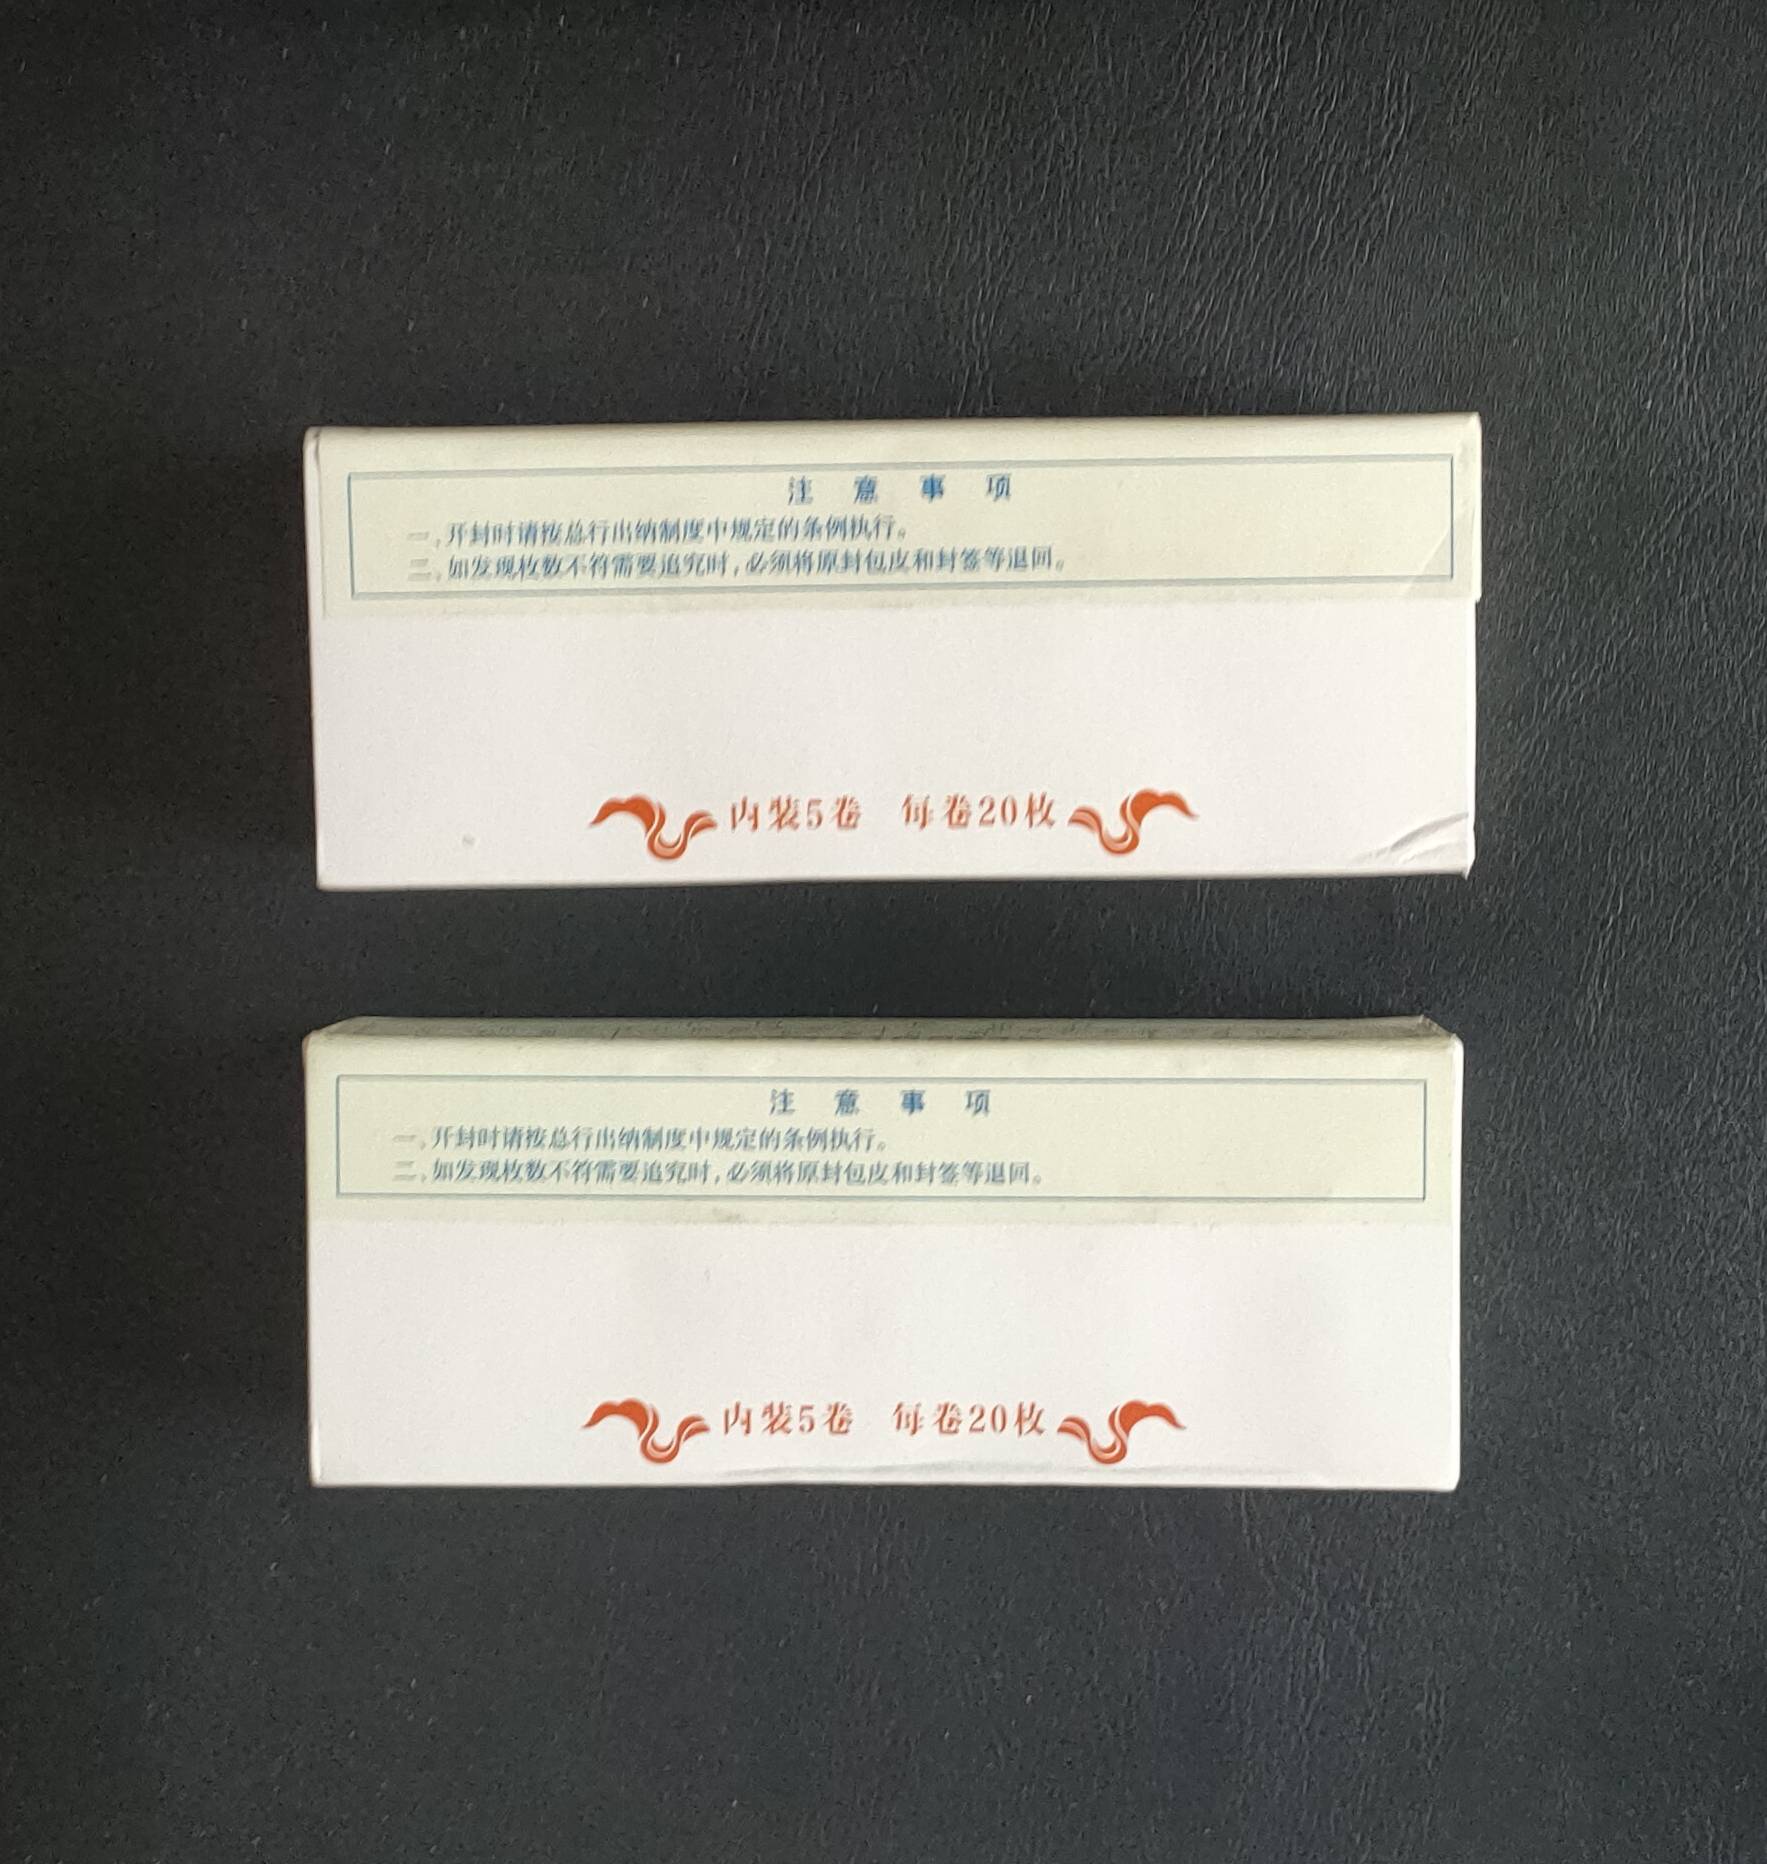 注意事项
一、开封时请按总行出纳制度中规定的条例执行。
二、如发现枚数不符需要追究时，必须将原封包皮和封签等退回。
内装5卷 每卷20枚
注意事项
一、开封时请按总行出纳制度中规定的条例执行。
二、如发现枚数不符需要追究时，必须将原封包皮和封签等退回。
内装5卷 每卷20枚